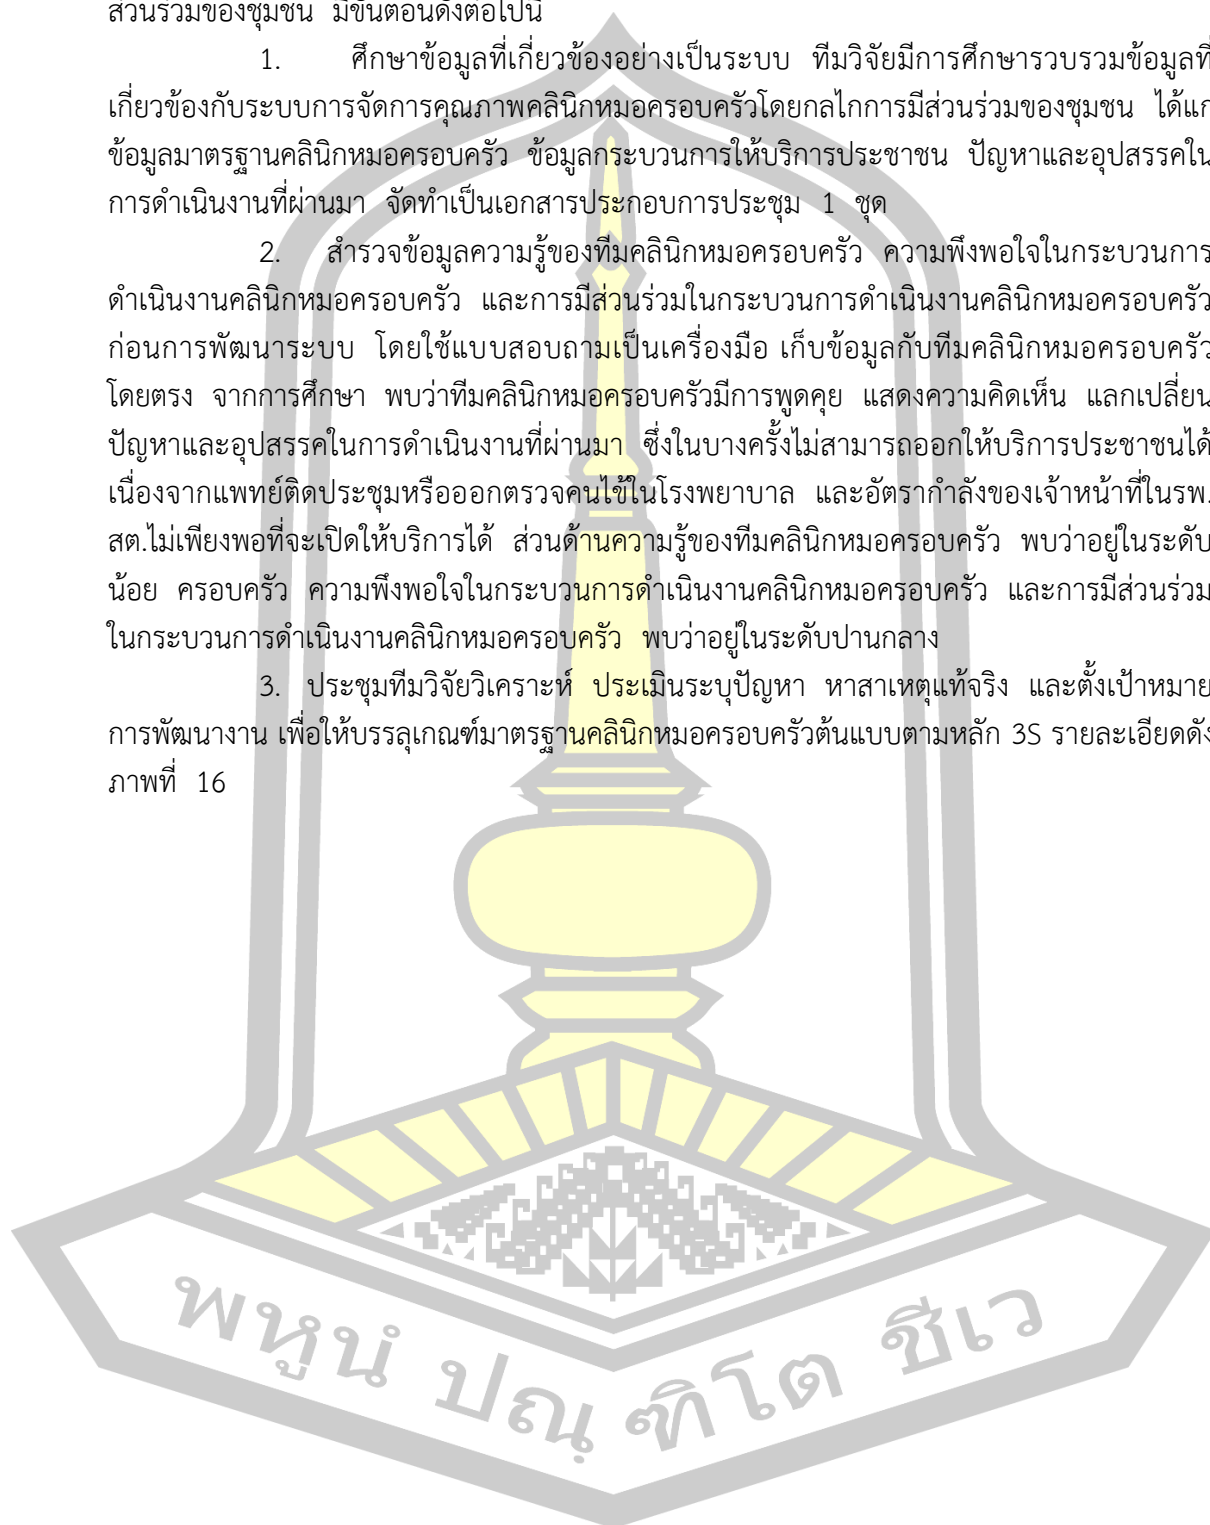 ส่วนร่วมของชุมชน มีขั้นตอนดังต่อไปนี้
1. ศึกษาข้อมูลที่เกี่ยวข้องอย่างเป็นระบบ ทีมวิจัยมีการศึกษารวบรวมข้อมูลที่
เกี่ยวข้องกับระบบการจัดการคุณภาพคลินิกหมอครอบครัวโดยกลไกการมีส่วนร่วมของชุมชน ได้แก่
ข้อมูลมาตรฐานคลินิกหมอครอบครัว ข้อมูลกระบวนการให้บริการประชาชน ปัญหาและอุปสรรคใน
การดำเนินงานที่ผ่านมา จัดทำเป็นเอกสารประกอบการประชุม 1 ชุด
2. สำรวจข้อมูลความรู้ของทีมคลินิกหมอครอบครัว ความพึงพอใจในกระบวนการ
ดำเนินงานคลินิกหมอครอบครัว และการมีส่วนร่วมในกระบวนการดำเนินงานคลินิกหมอครอบครัว
ก่อนการพัฒนาระบบ โดยใช้แบบสอบถามเป็นเครื่องมือ เก็บข้อมูลกับทีมคลินิกหมอครอบครัว
โดยตรง จากการศึกษา พบว่าทีมคลินิกหมอครอบครัวมีการพูดคุย แสดงความคิดเห็น แลกเปลี่ยน
ปัญหาและอุปสรรคในการดำเนินงานที่ผ่านมา ซึ่งในบางครั้งไม่สามารถออกให้บริการประชาชนได้
เนื่องจากแพทย์ติดประชุมหรือออกตรวจคนไข้ในโรงพยาบาล และอัตรากำลังของเจ้าหน้าที่ในรพ.
สต.ไม่เพียงพอที่จะเปิดให้บริการได้ ส่วนด้านความรู้ของทีมคลินิกหมอครอบครัว พบว่าอยู่ในระดับ
น้อย ครอบครัว ความพึงพอใจในกระบวนการดำเนินงานคลินิกหมอครอบครัว และการมีส่วนร่วม
ในกระบวนการดำเนินงานคลินิกหมอครอบครัว พบว่าอยู่ในระดับปานกลาง
3. ประชุมทีมวิจัยวิเคราะห์ ประเมินระบุปัญหา หาสาเหตุแท้จริง และตั้งเป้าหมาย
การพัฒนางาน เพื่อให้บรรลุเกณฑ์มาตรฐานคลินิกหมอครอบครัวต้นแบบตามหลัก 3S รายละเอียดดัง
ภาพที่ 16
พหูนํ ปณฺฑิโต ชีเว